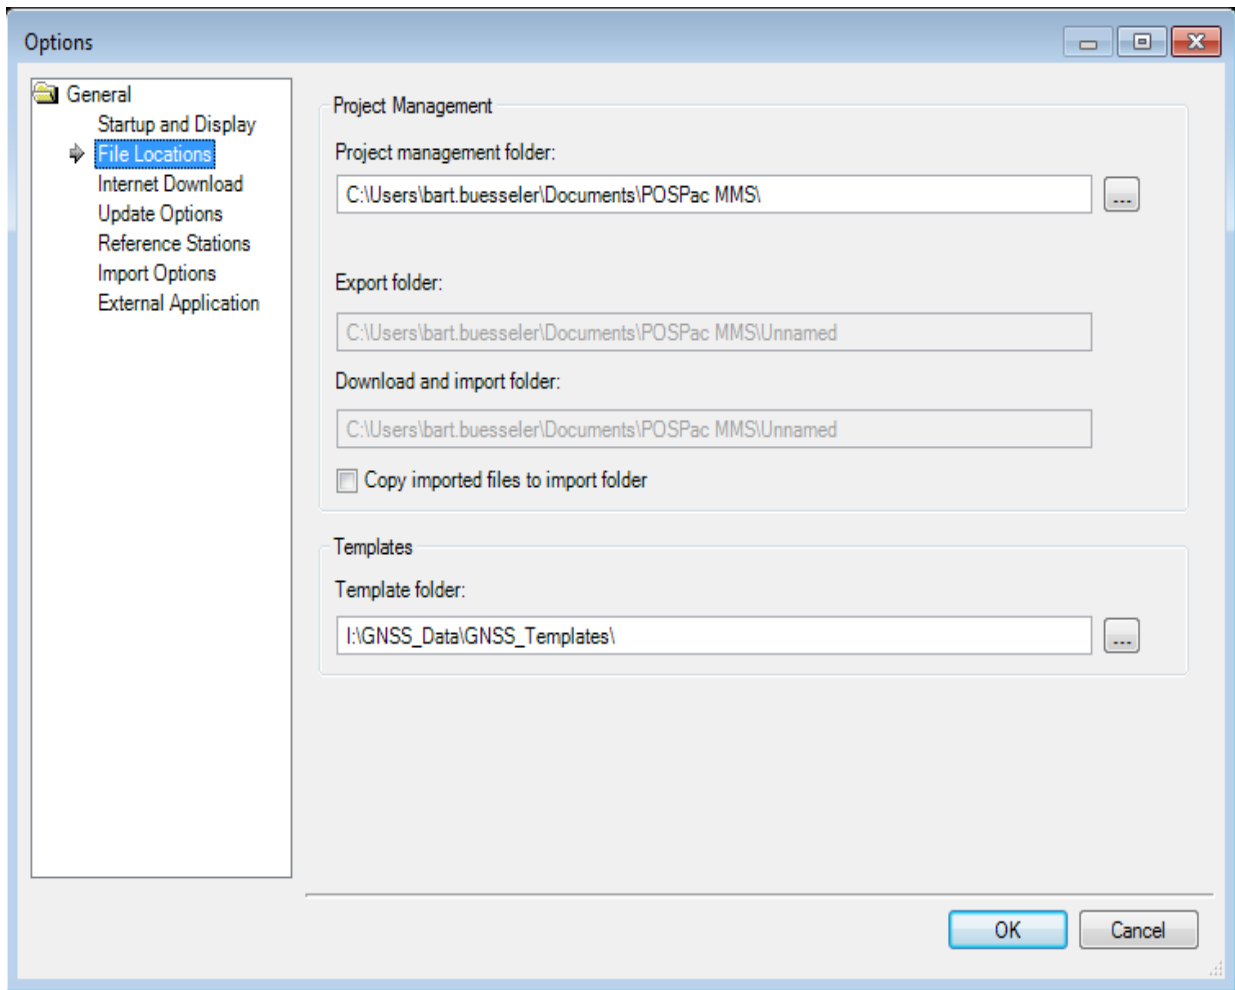 Options
General
Startup and Display
File Locations
Internet Download
Update Options
Reference Stations
Import Options
External Application
Project Management
Project management folder:
C:\Users\bart.buesseler\Documents\POSPac MMS\
...
Export folder:
C:\Users\bart.buesseler\Documents\POSPac MMS\Unnamed
Download and import folder:
C:\Users\bart.buesseler\Documents\POSPac MMS\Unnamed
Copy imported files to import folder
Templates
Template folder:
I:\GNSS_Data\GNSS_Templates\
...
OK
Cancel